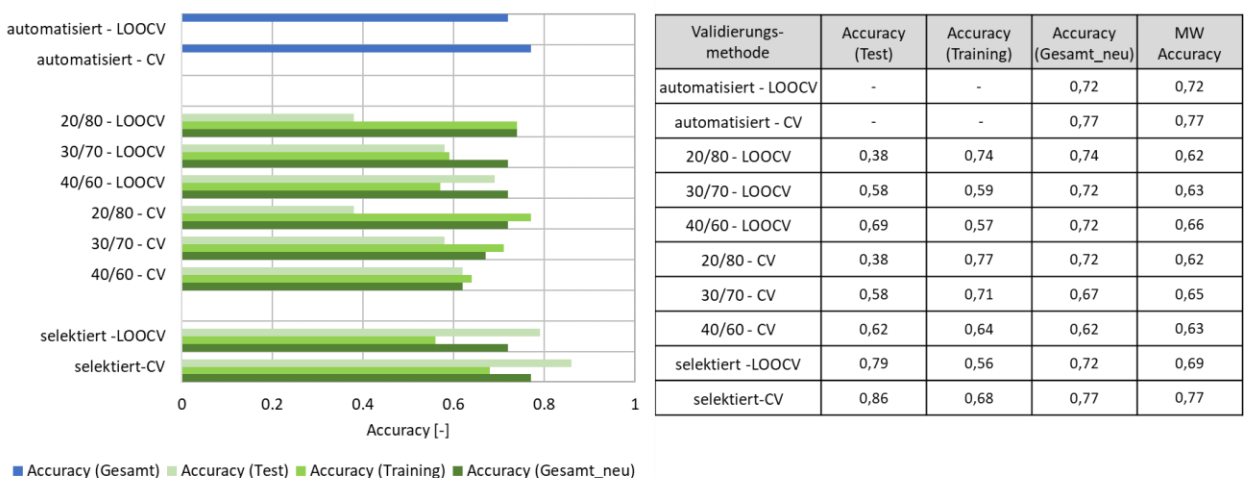 automatisiert - LOOCV
automatisiert - CV
20/80 - LOOCV
30/70 - LOOCV
40/60 - LOOCV
20/80 - CV
30/70 - CV
40/60 - CV
selektiert -LOOCV
selektiert-CV
0 0.2 0.4 0.6 0.8 1
Accuracy [-]
Accuracy (Gesamt) Accuracy (Test) Accuracy (Training) Accuracy (Gesamt_neu)
Validierungs- Accuracy Accuracy Accuracy MW
methode (Test) (Training) (Gesamt_neu) Accuracy
automatisiert - LOOCV - - 0,72 0,72
automatisiert - CV - - 0,77 0,77
20/80 - LOOCV 0,38 0,74 0,74 0,62
30/70 - LOOCV 0,58 0,59 0,72 0,63
40/60 - LOOCV 0,69 0,57 0,72 0,66
20/80 - CV 0,38 0,77 0,72 0,62
30/70 - CV 0,58 0,71 0,67 0,65
40/60 - CV 0,62 0,64 0,62 0,63
selektiert -LOOCV 0,79 0,56 0,72 0,69
selektiert-CV 0,86 0,68 0,77 0,77